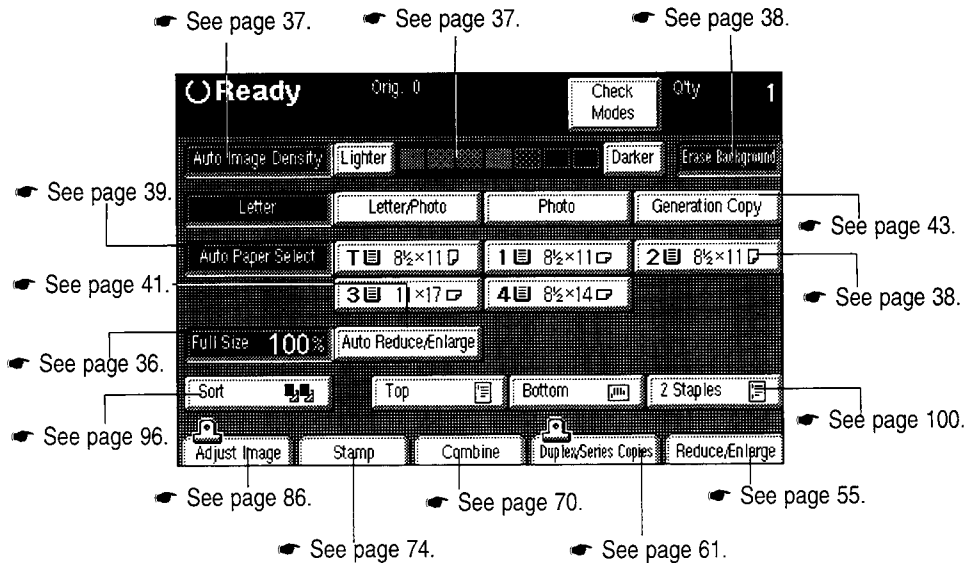 ☛ See page 37. ☛ See page 37. ☛ See page 38.
Ready Orig. 0 Check Modes Q'ty 1
Auto Image Density Lighter Darker Erase Background
☛ See page 39.
Letter Letter/Photo Photo Generation Copy
☛ See page 43.
Auto Paper Select T 8½×11 1 8½×11 2 8½×11
☛ See page 41.
3 11×17 4 8½×14
☛ See page 38.
Full Size 100% Auto Reduce/Enlarge
☛ See page 36.
Sort Top Bottom 2 Staples
☛ See page 100.
☛ See page 96.
Adjust Image Stamp Combine Duplex/Series Copies Reduce/Enlarge
☛ See page 86. ☛ See page 70. ☛ See page 55.
☛ See page 74. ☛ See page 61.